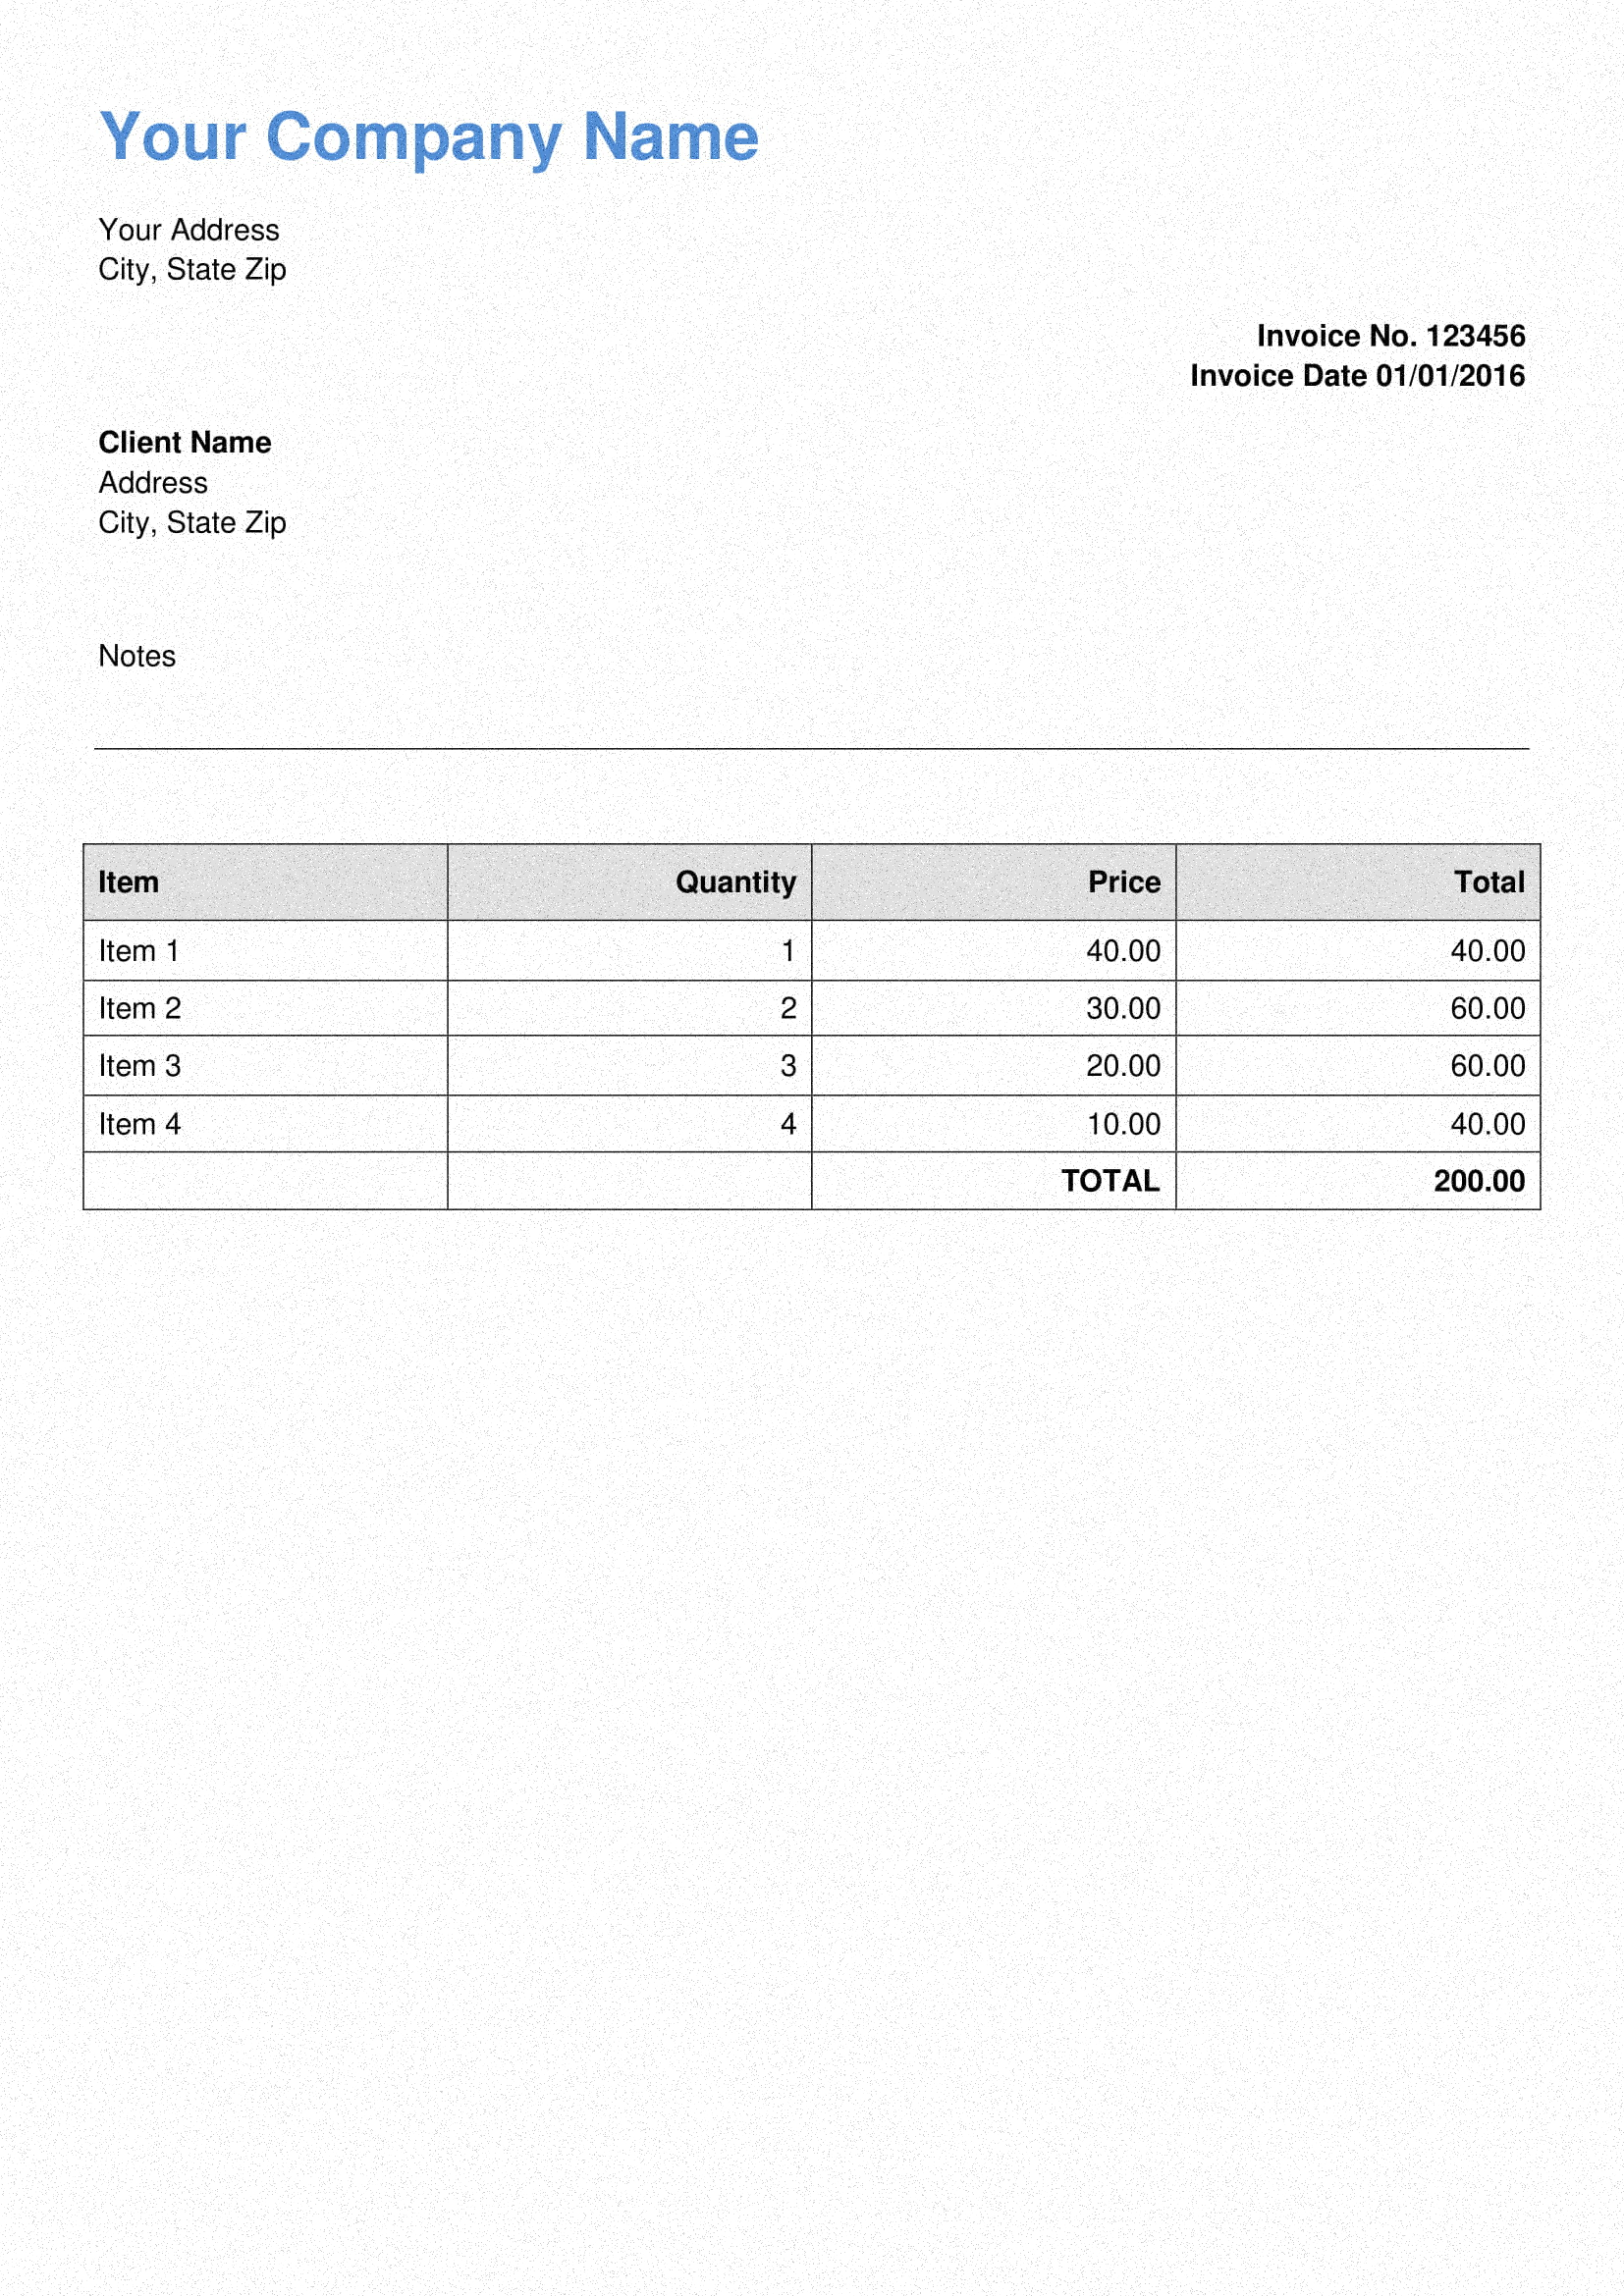 Your Company Name
Your Address
City, State Zip
Invoice No. 123456
Invoice Date 01/01/2016
Client Name
Address
City, State Zip
Notes
Item Quantity Price Total
Item 1 1 40.00 40.00
Item 2 2 30.00 60.00
Item 3 3 20.00 60.00
Item 4 4 10.00 40.00
TOTAL 200.00